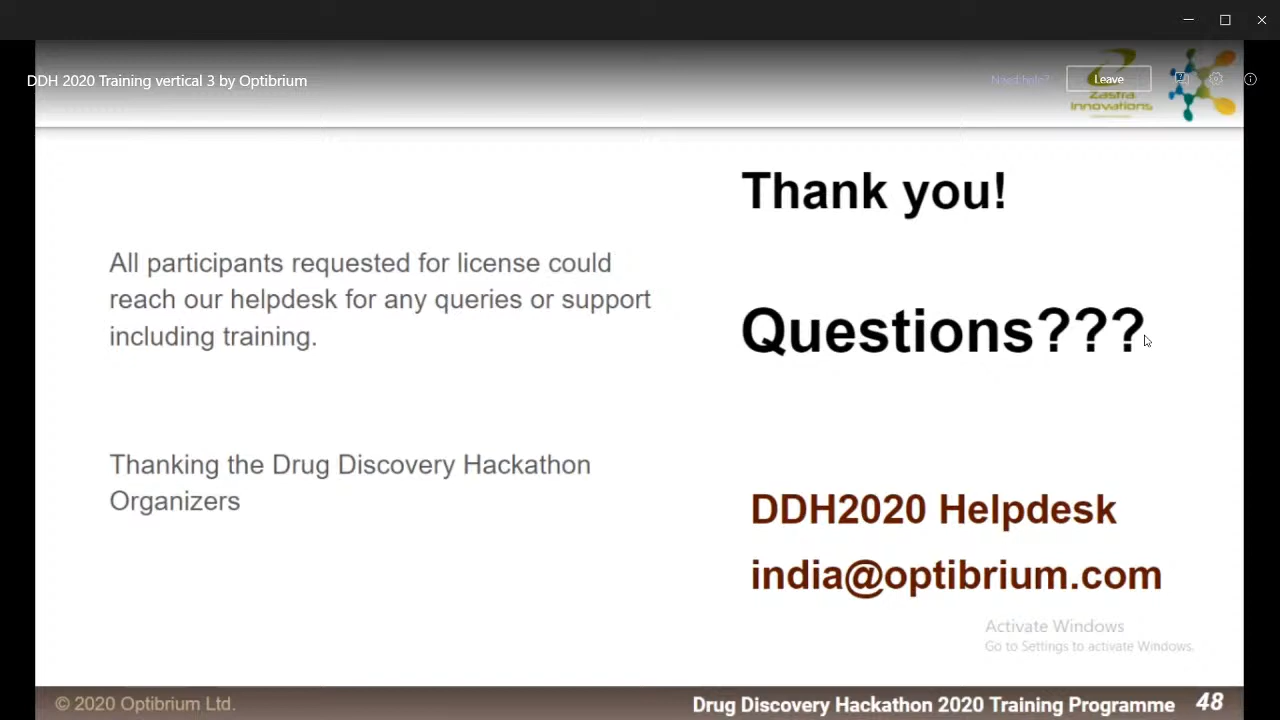 DDH 2020 Training vertical 3 by Optibrium
Need help?
Leave
Zastra
Innovations
Thank you!
All participants requested for license could
reach our helpdesk for any queries or support
including training.
Questions???
Thanking the Drug Discovery Hackathon
Organizers
DDH2020 Helpdesk
india@optibrium.com
Activate Windows
Go to Settings to activate Windows.
© 2020 Optibrium Ltd.
Drug Discovery Hackathon 2020 Training Programme 48